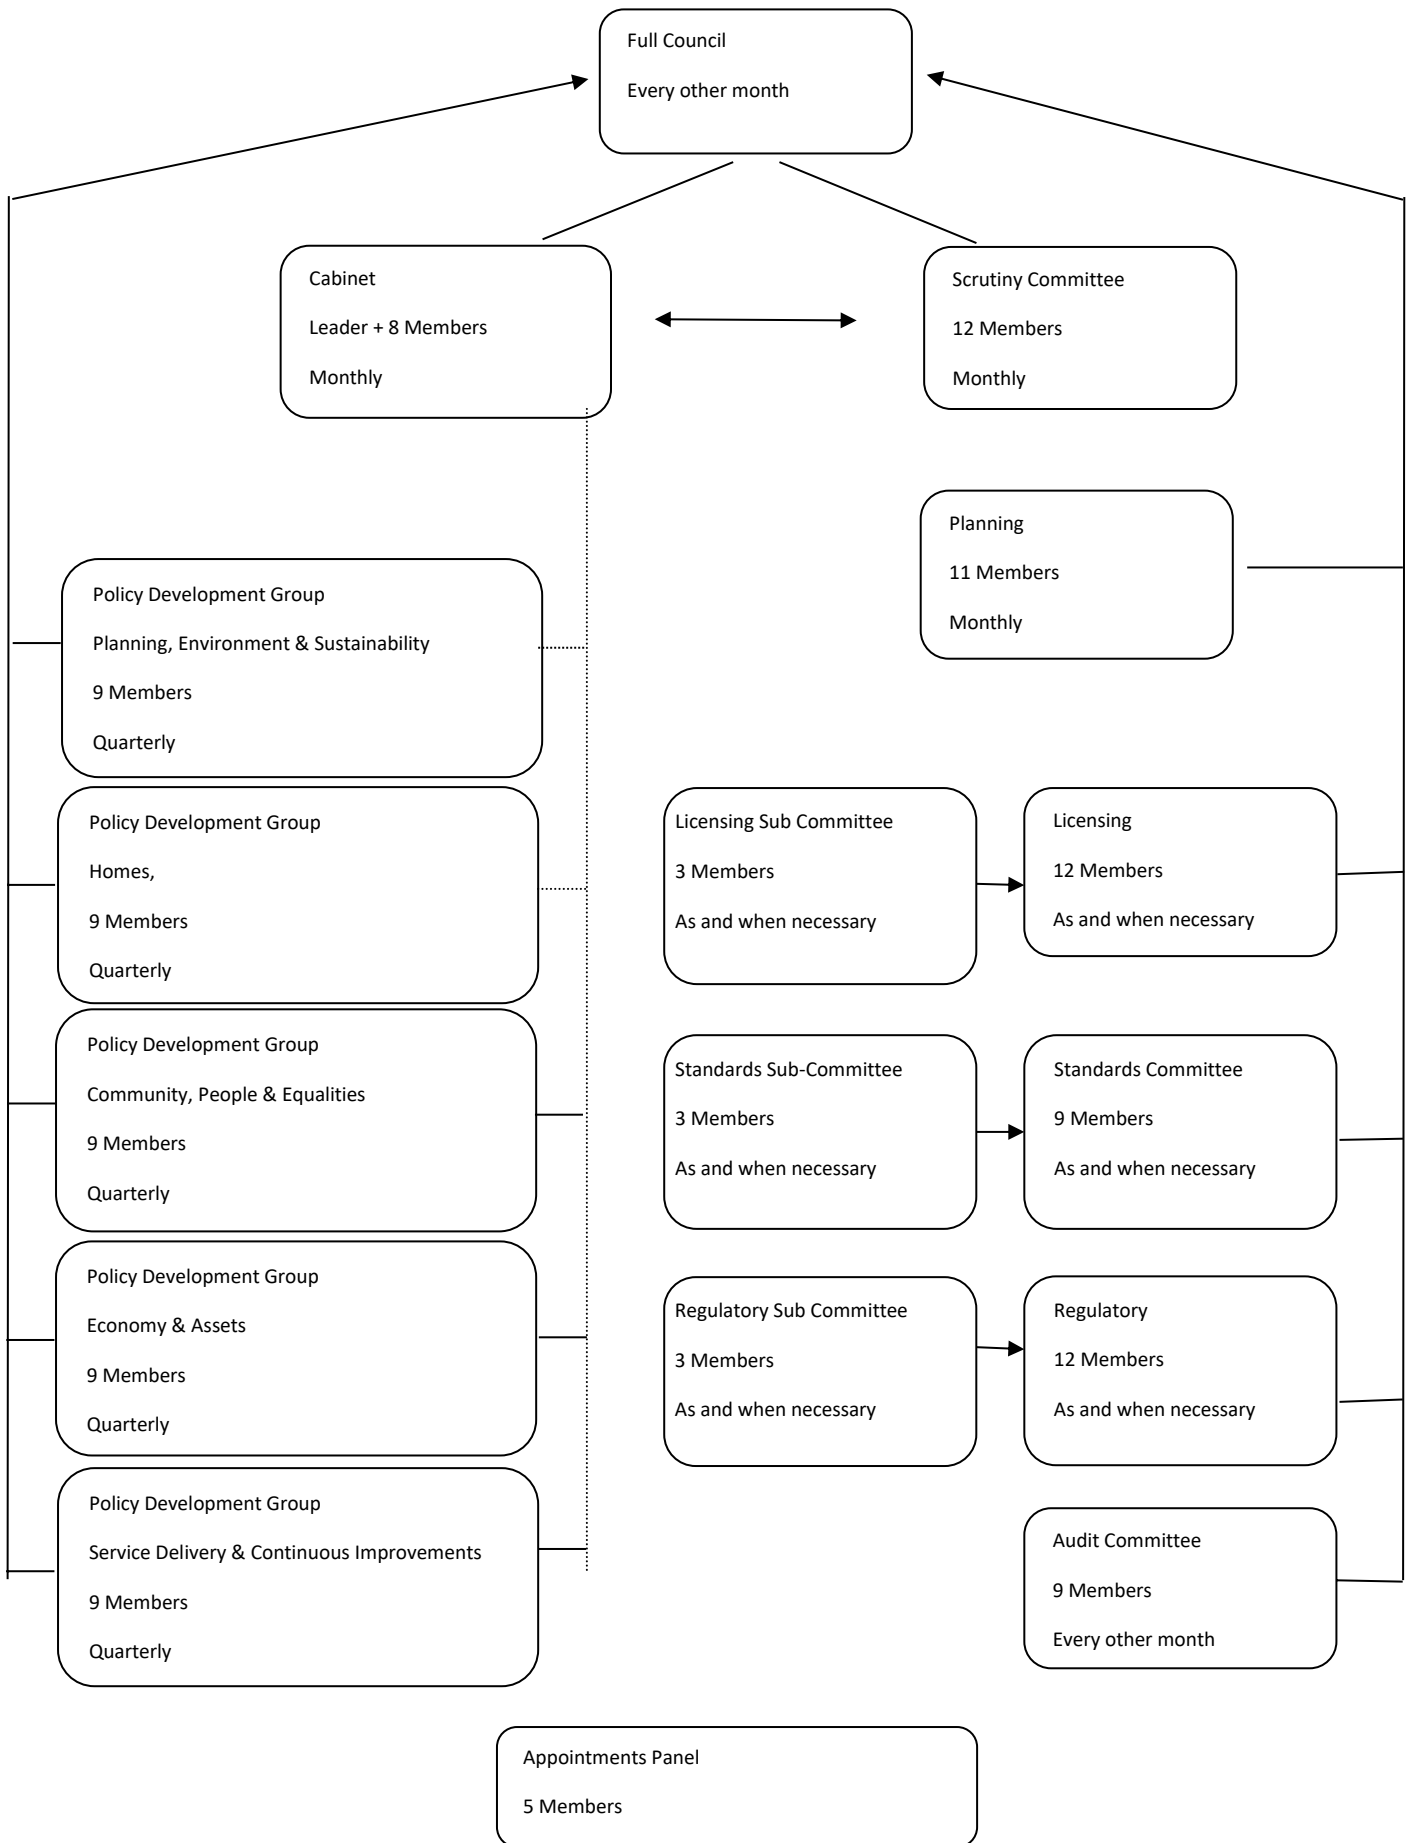 Full Council
Every other month
Cabinet
Leader + 8 Members
Monthly
Scrutiny Committee
12 Members
Monthly
Planning
11 Members
Monthly
Policy Development Group
Planning, Environment & Sustainability
9 Members
Quarterly
Policy Development Group
Homes,
9 Members
Quarterly
Licensing Sub Committee
3 Members
As and when necessary
Licensing
12 Members
As and when necessary
Policy Development Group
Community, People & Equalities
9 Members
Quarterly
Standards Sub-Committee
3 Members
As and when necessary
Standards Committee
9 Members
As and when necessary
Policy Development Group
Economy & Assets
9 Members
Quarterly
Regulatory Sub Committee
3 Members
As and when necessary
Regulatory
12 Members
As and when necessary
Policy Development Group
Service Delivery & Continuous Improvements
9 Members
Quarterly
Audit Committee
9 Members
Every other month
Appointments Panel
5 Members